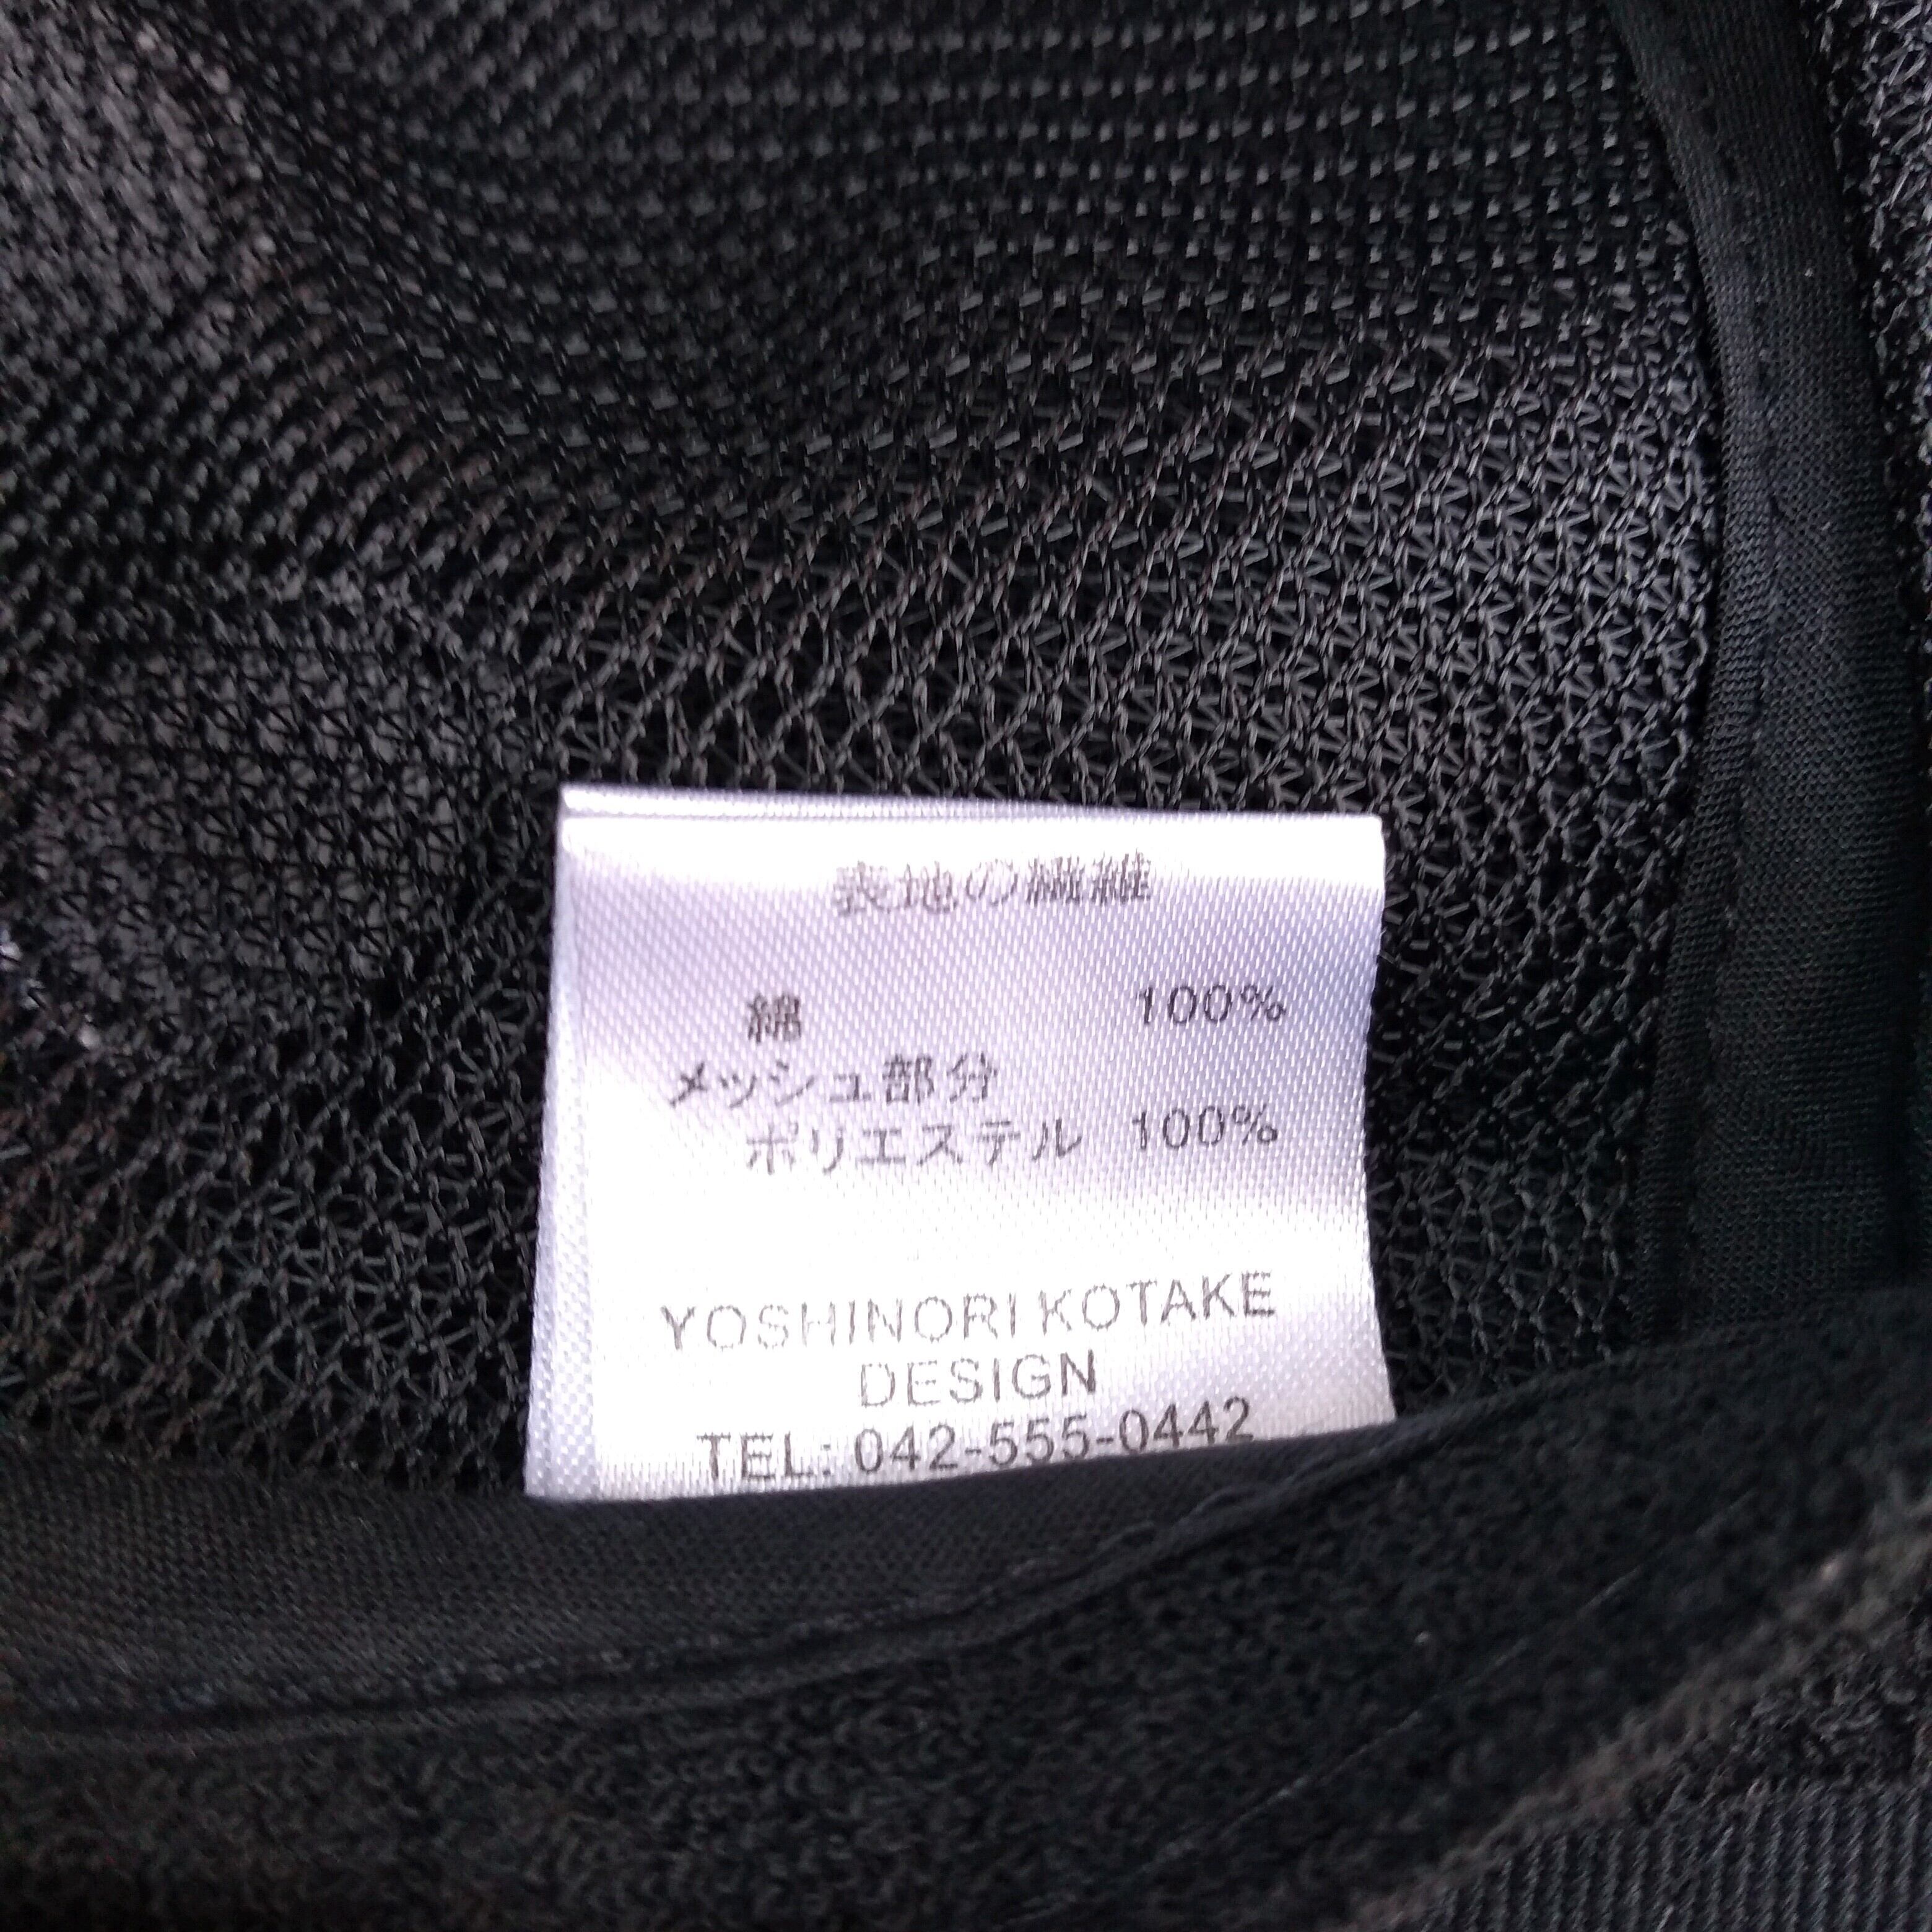 表地の繊維
綿 100%
メッシュ部分
ポリエステル 100%
YOSHINORI KOTAKE
DESIGN
TEL: 042-555-0442